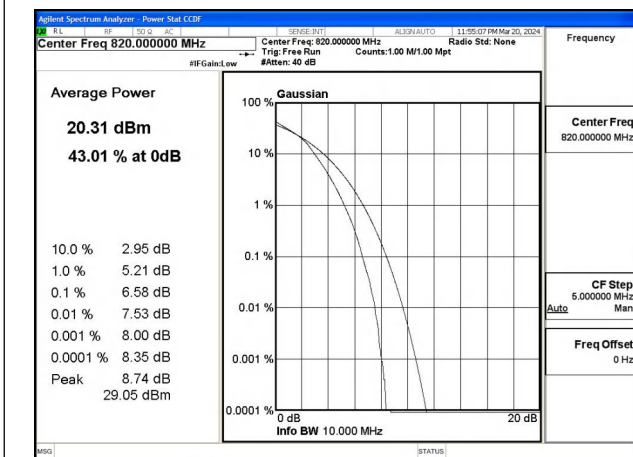 Agilent Spectrum Analyzer - Power Stat CCDF
RL RF 50 Ω AC SENSE:INT ALIGN AUTO 11:55:07 PM Mar 20, 2024
Center Freq 820.000000 MHz
Center Freq: 820.000000 MHz Radio Std: None
Trig: Free Run Counts:1.00 M/1.00 Mpt
#IFGain:Low #Atten: 40 dB
Frequency
Average Power
20.31 dBm
43.01 % at 0dB
10.0 % 2.95 dB
1.0 % 5.21 dB
0.1 % 6.58 dB
0.01 % 7.53 dB
0.001 % 8.00 dB
0.0001 % 8.35 dB
Peak 8.74 dB
29.05 dBm
Gaussian
100 %
10 %
1 %
0.1 %
0.01 %
0.001 %
0.0001 %
0 dB 20 dB
Info BW 10.000 MHz
Center Freq
820.000000 MHz
CF Step
5.000000 MHz
Auto Man
Freq Offset
0 Hz
MSG STATUS